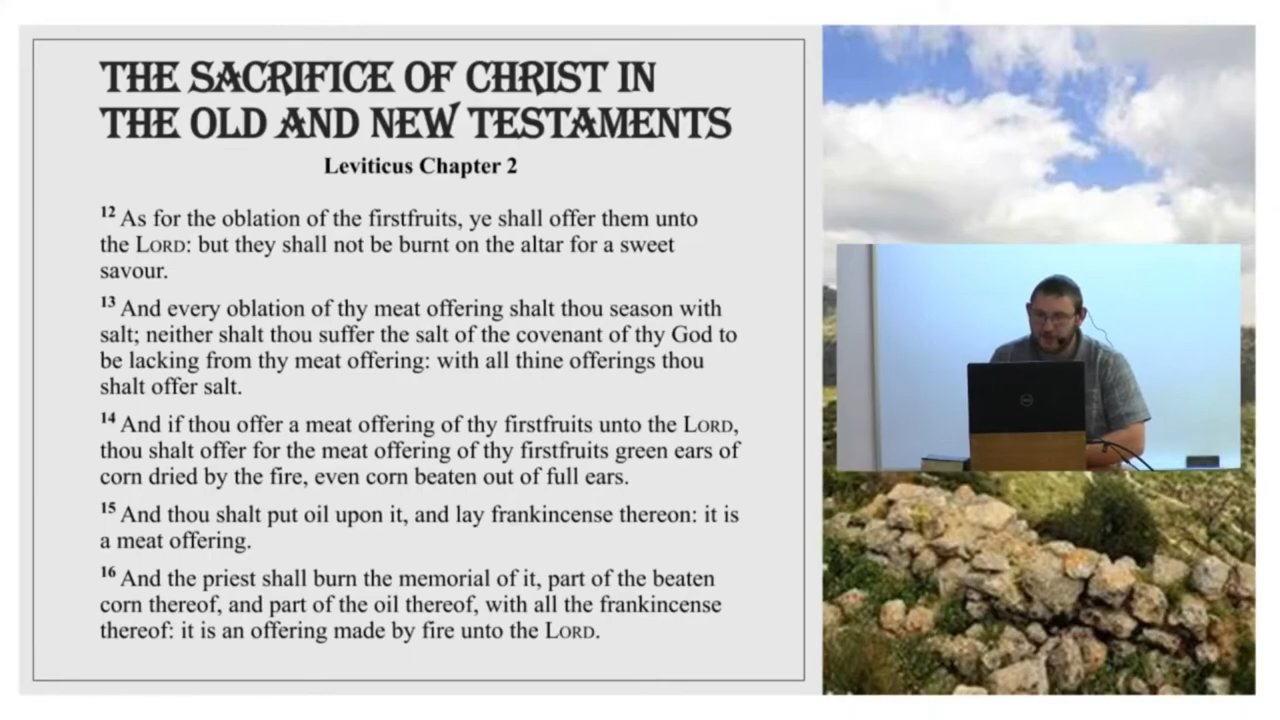 THE SACRIFICE OF CHRIST IN
THE OLD AND NEW TESTAMENTS
Leviticus Chapter 2
12 As for the oblation of the firstfruits, ye shall offer them unto
the LORD: but they shall not be burnt on the altar for a sweet
savour.
13 And every oblation of thy meat offering shalt thou season with
salt; neither shalt thou suffer the salt of the covenant of thy God to
be lacking from thy meat offering: with all thine offerings thou
shalt offer salt.
14 And if thou offer a meat offering of thy firstfruits unto the LORD,
thou shalt offer for the meat offering of thy firstfruits green ears of
corn dried by the fire, even corn beaten out of full ears.
15 And thou shalt put oil upon it, and lay frankincense thereon: it is
a meat offering.
16 And the priest shall burn the memorial of it, part of the beaten
corn thereof, and part of the oil thereof, with all the frankincense
thereof: it is an offering made by fire unto the LORD.